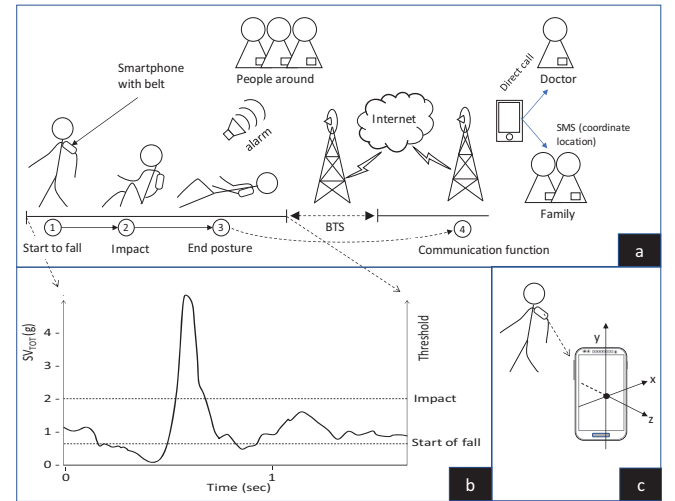 Smartphone
with belt
People around
alarm
Internet
Direct call
Doctor
SMS (coordinate
location)
Family
BTS
1
2
3
4
Start to fall
Impact
End posture
Communication function
a
SVTOT (g)
4
3
2
1
0
Threshold
Impact
Start of fall
0
1
Time (sec)
b
y
x
z
c